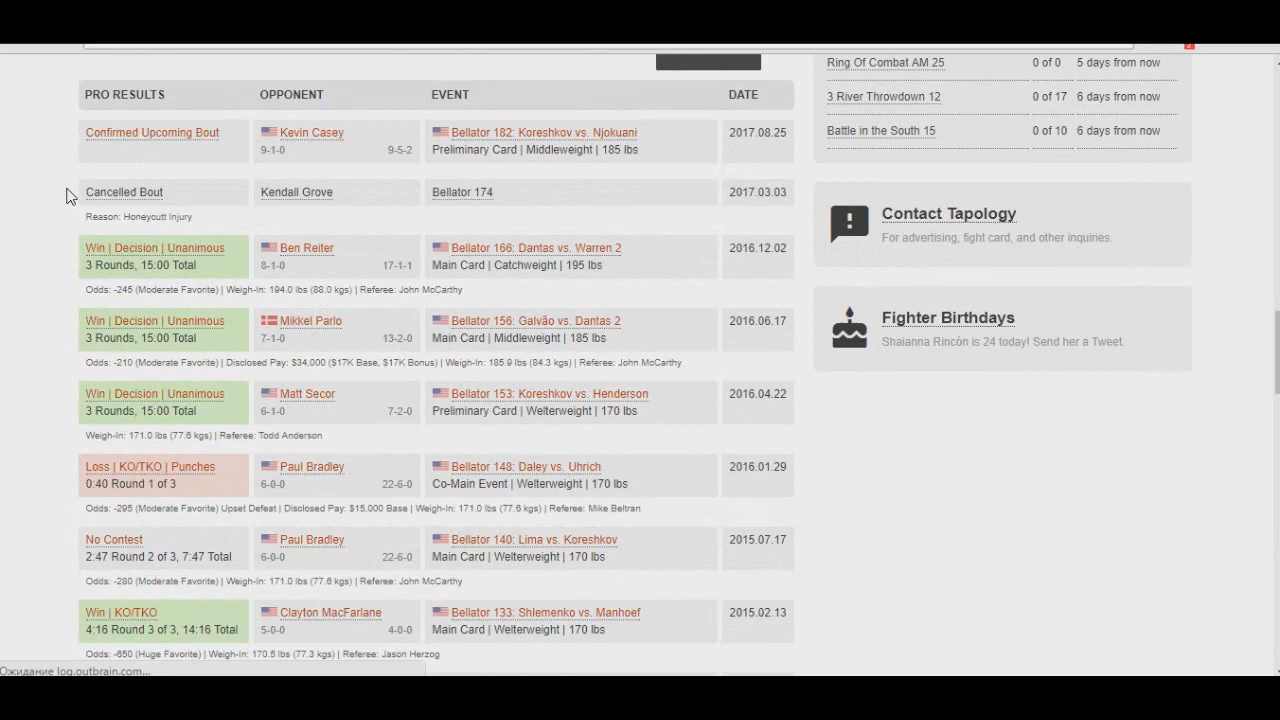 PRO RESULTS OPPONENT EVENT DATE
Confirmed Upcoming Bout Kevin Casey Bellator 182: Koreshkov vs. Njokuani 2017.08.25
9-1-0 9-5-2 Preliminary Card | Middleweight | 185 lbs
Cancelled Bout Kendall Grove Bellator 174 2017.03.03
Reason: Honeycutt Injury
Win | Decision | Unanimous Ben Reiter Bellator 166: Dantas vs. Warren 2 2016.12.02
3 Rounds, 15:00 Total 8-1-0 17-1-1 Main Card | Catchweight | 195 lbs
Odds: -245 (Moderate Favorite) | Weigh-In: 194.0 lbs (88.0 kgs) | Referee: John McCarthy
Win | Decision | Unanimous Mikkel Parlo Bellator 156: Galvão vs. Dantas 2 2016.06.17
3 Rounds, 15:00 Total 7-1-0 13-2-0 Main Card | Middleweight | 185 lbs
Odds: -210 (Moderate Favorite) | Disclosed Pay: $34,000 ($17K Base, $17K Bonus) | Weigh-In: 185.9 lbs (84.3 kgs) | Referee: John McCarthy
Win | Decision | Unanimous Matt Secor Bellator 153: Koreshkov vs. Henderson 2016.04.22
3 Rounds, 15:00 Total 6-1-0 7-2-0 Preliminary Card | Welterweight | 170 lbs
Weigh-In: 171.0 lbs (77.6 kgs) | Referee: Todd Anderson
Loss | KO/TKO | Punches Paul Bradley Bellator 148: Daley vs. Uhrich 2016.01.29
0:40 Round 1 of 3 6-0-0 22-6-0 Co-Main Event | Welterweight | 170 lbs
Odds: -295 (Moderate Favorite) Upset Defeat | Disclosed Pay: $15,000 Base | Weigh-In: 171.0 lbs (77.6 kgs) | Referee: Mike Beltran
No Contest Paul Bradley Bellator 140: Lima vs. Koreshkov 2015.07.17
2:47 Round 2 of 3, 7:47 Total 6-0-0 22-6-0 Main Card | Welterweight | 170 lbs
Odds: -280 (Moderate Favorite) | Weigh-In: 171.0 lbs (77.6 kgs) | Referee: John McCarthy
Win | KO/TKO Clayton MacFarlane Bellator 133: Shlemenko vs. Manhoef 2015.02.13
4:16 Round 3 of 3, 14:16 Total 5-0-0 4-0-0 Main Card | Welterweight | 170 lbs
Odds: -650 (Huge Favorite) | Weigh-In: 170.5 lbs (77.3 kgs) | Referee: Jason Herzog
Ожидание log.outbrain.com...
Ring Of Combat AM 25 0 of 0 5 days from now
3 River Throwdown 12 0 of 17 6 days from now
Battle in the South 15 0 of 10 6 days from now
Contact Tapology
For advertising, fight card, and other inquiries.
Fighter Birthdays
Shaianna Rincón is 24 today! Send her a Tweet.